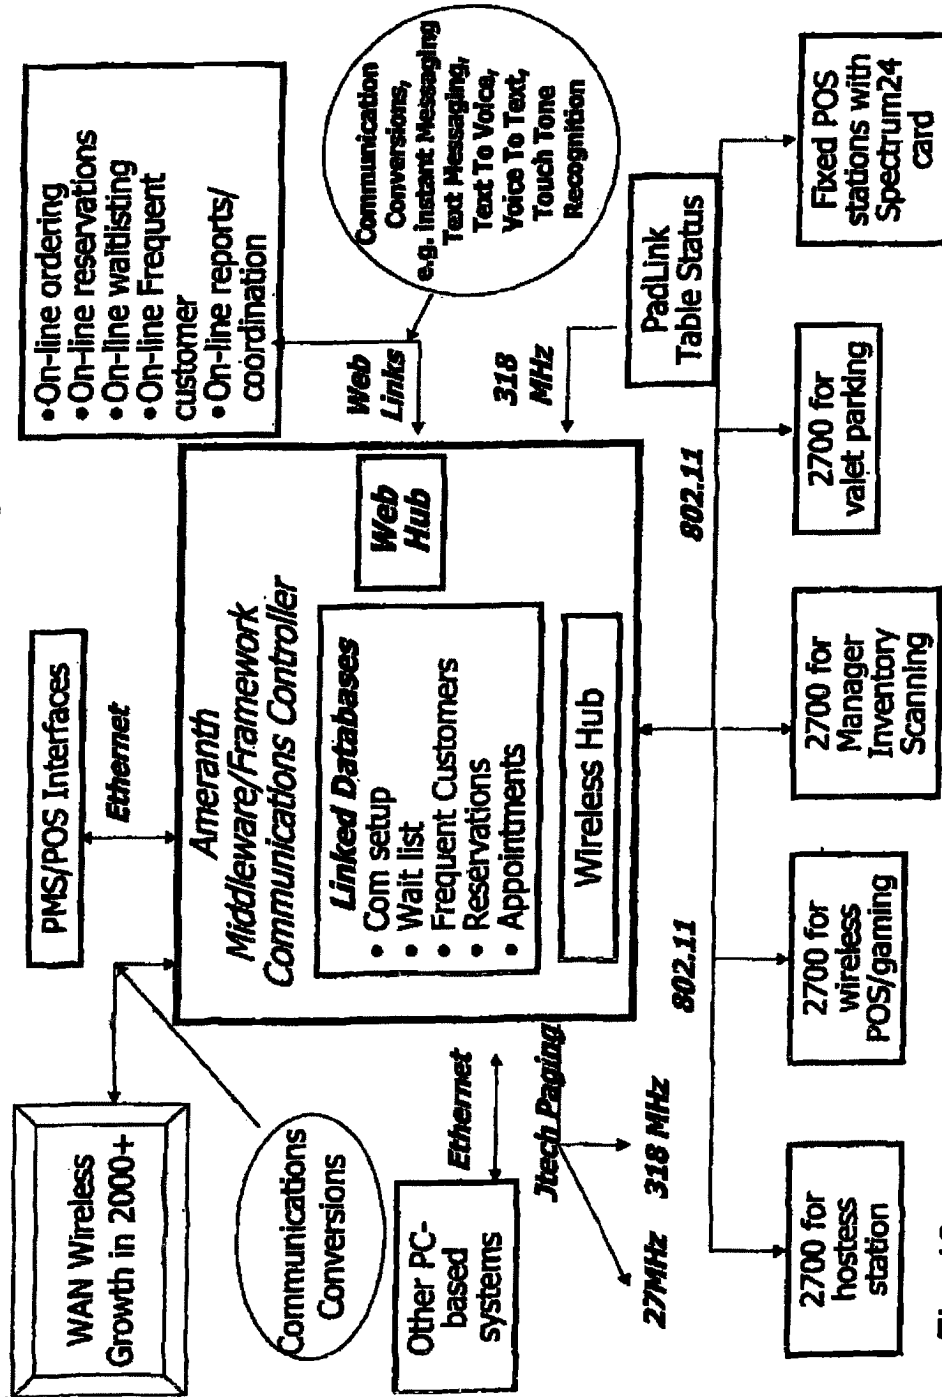 WAN Wireless
Growth in 2000+
PMS/POS Interfaces
•On-line ordering
•On-line reservations
•On-line waitlisting
•On-line Frequent
customer
•On-line reports/
coordination
Ethernet
Communications
Conversions
Ameranth
Middleware/Framework
Communications Controller
Linked Databases
• Com setup
• Wait list
• Frequent Customers
• Reservations
• Appointments
Web
Hub
Wireless Hub
Web
Links
Communication
Conversions,
e.g. instant Messaging
Text Messaging,
Text To Voice,
Voice To Text,
Touch Tone
Recognition
Other PC-
based
systems
Ethernet
Jtech Paging
27MHz
318 MHz
318
MHz
PadLink
Table Status
802.11
802.11
2700 for
hostess
station
2700 for
wireless
POS/gaming
2700 for
Manager
Inventory
Scanning
2700 for
valet parking
Fixed POS
stations with
Spectrum24
card